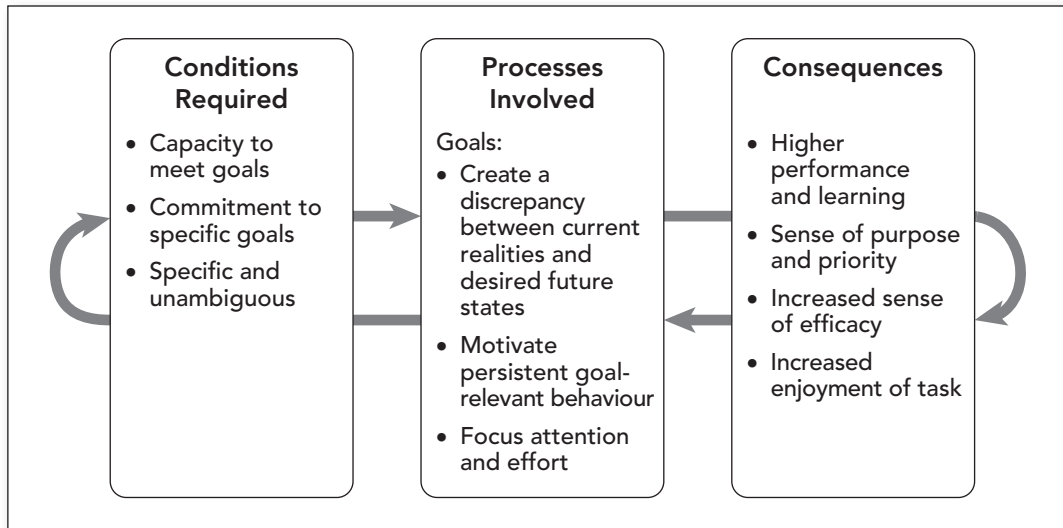 Conditions
Required
• Capacity to
meet goals
• Commitment to
specific goals
• Specific and
unambiguous
Processes
Involved
Goals:
• Create a
discrepancy
between current
realities and
desired future
states
• Motivate
persistent goal-
relevant behaviour
• Focus attention
and effort
Consequences
• Higher
performance
and learning
• Sense of purpose
and priority
• Increased sense
of efficacy
• Increased
enjoyment of task